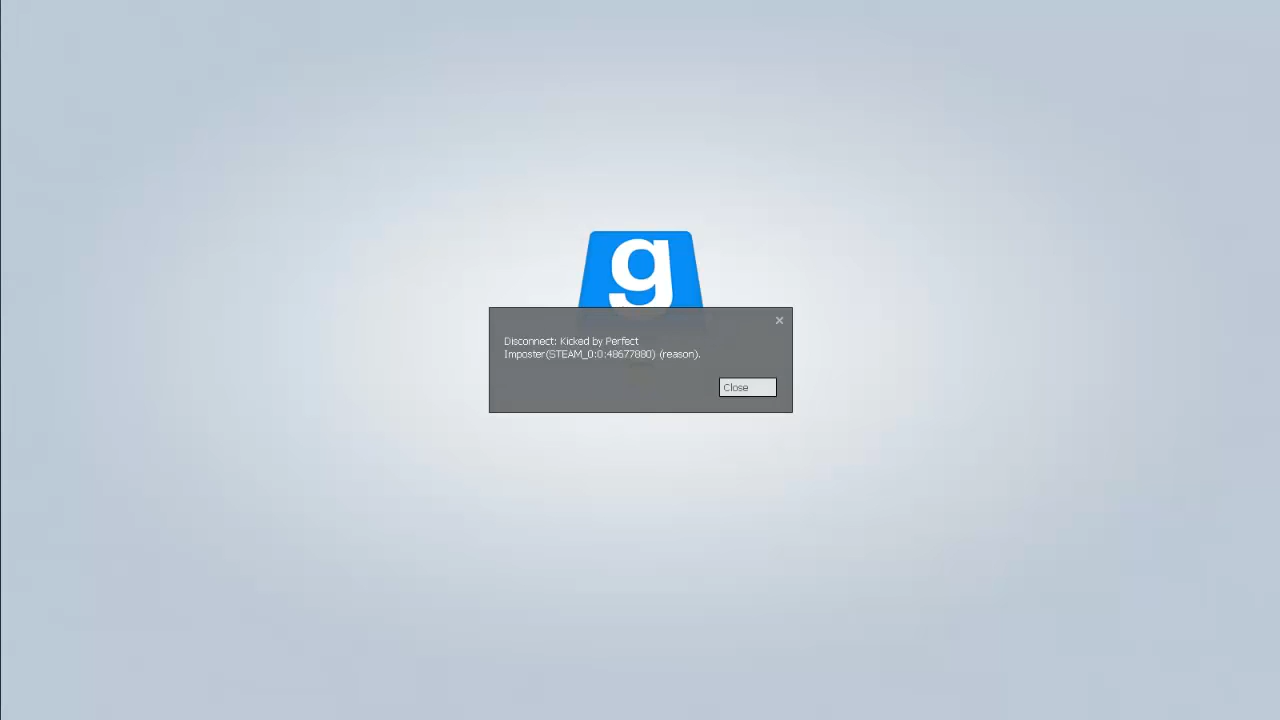 g
Disconnect: Kicked by Perfect
Imposter(STEAM_0:0:48677880) (reason).
Close